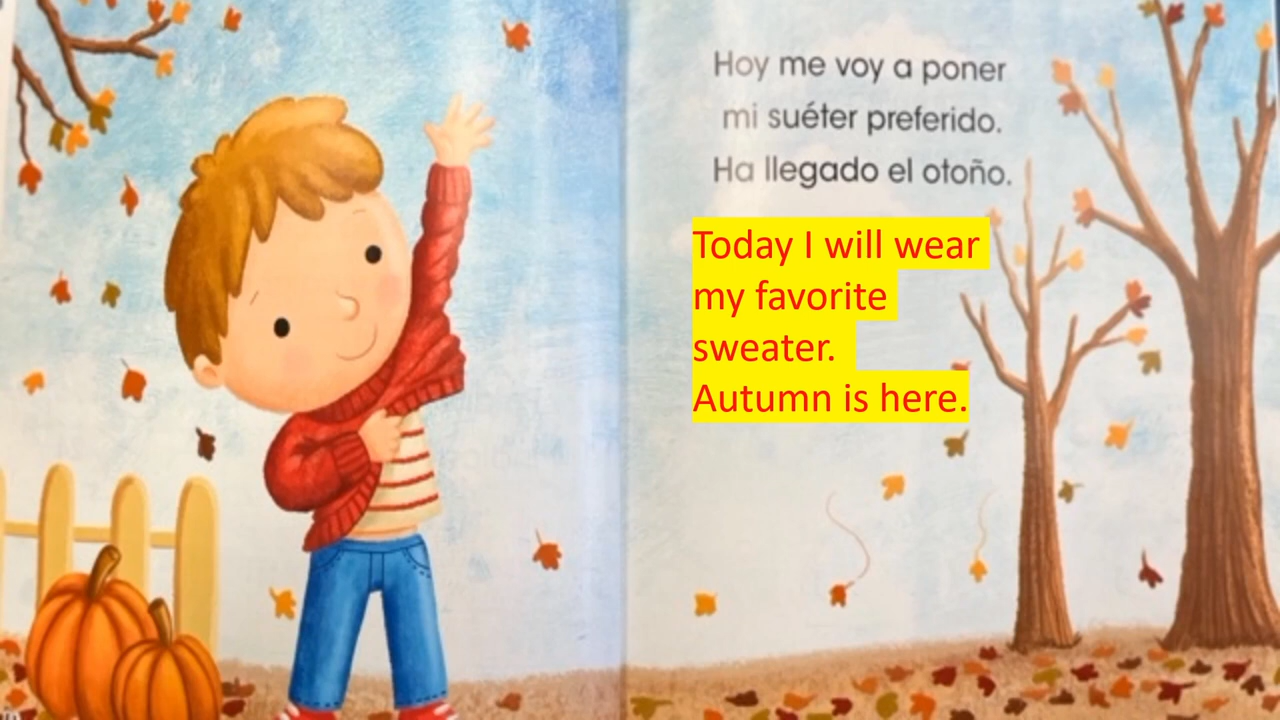 Hoy me voy a poner
mi suéter preferido.
Ha llegado el otoño.
Today I will wear
my favorite
sweater.
Autumn is here.